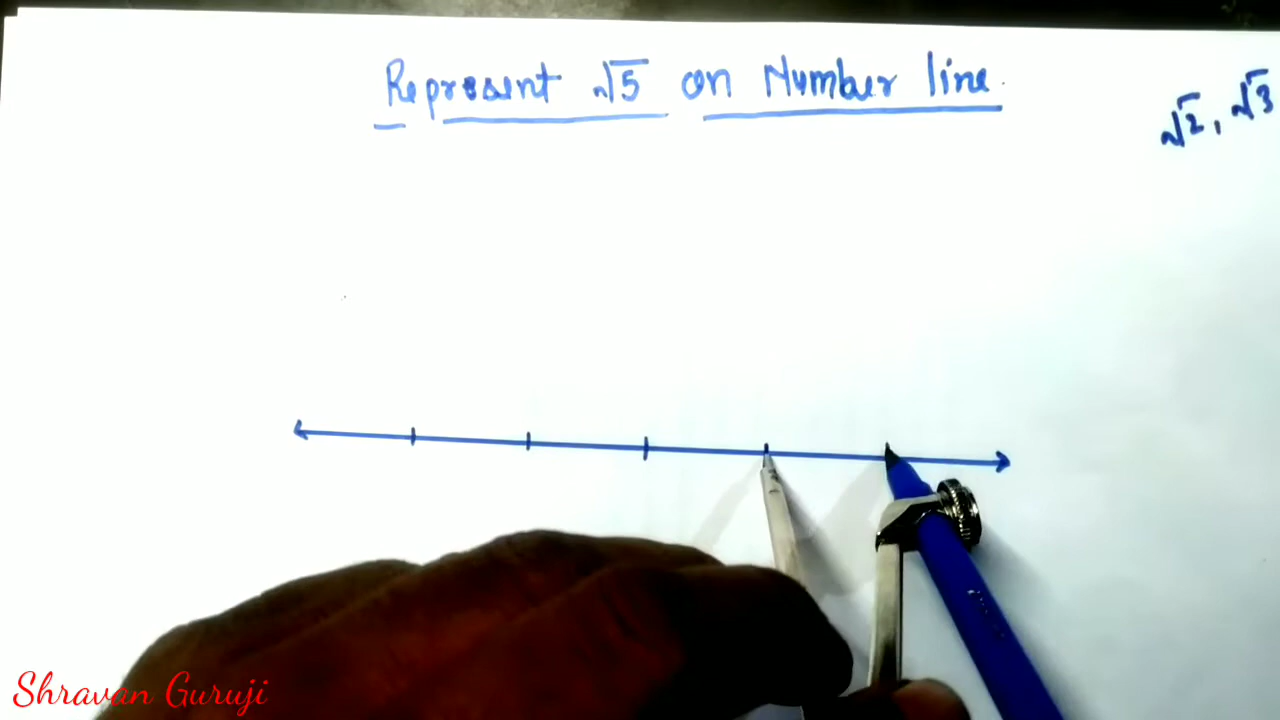 Represent √5 on Number line.
√2, √3
Shravan Guruji